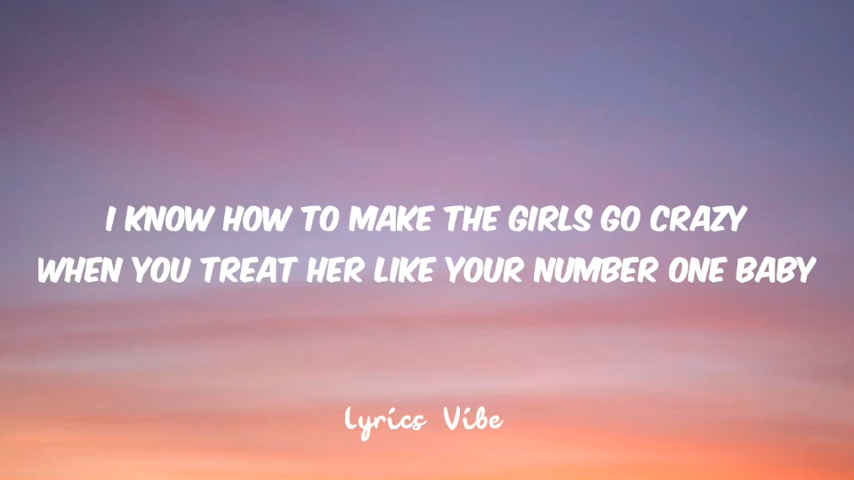 I KNOW HOW TO MAKE THE GIRLS GO CRAZY
WHEN YOU TREAT HER LIKE YOUR NUMBER ONE BABY
Lyrics Vibe